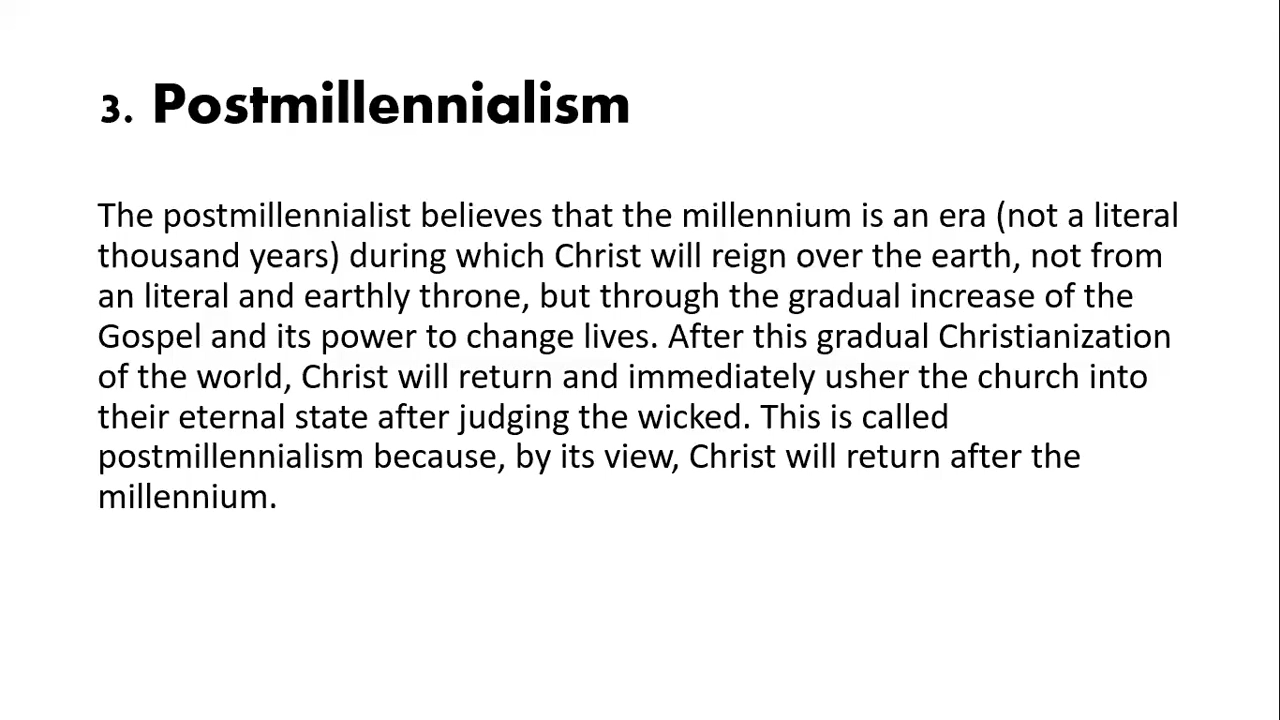 3. Postmillennialism
The postmillennialist believes that the millennium is an era (not a literal
thousand years) during which Christ will reign over the earth, not from
an literal and earthly throne, but through the gradual increase of the
Gospel and its power to change lives. After this gradual Christianization
of the world, Christ will return and immediately usher the church into
their eternal state after judging the wicked. This is called
postmillennialism because, by its view, Christ will return after the
millennium.